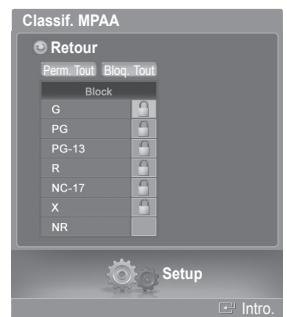 Classif. MPAA
Retour
Perm. Tout Bloq. Tout
Block
G
PG
PG-13
R
NC-17
X
NR
Setup
Intro.